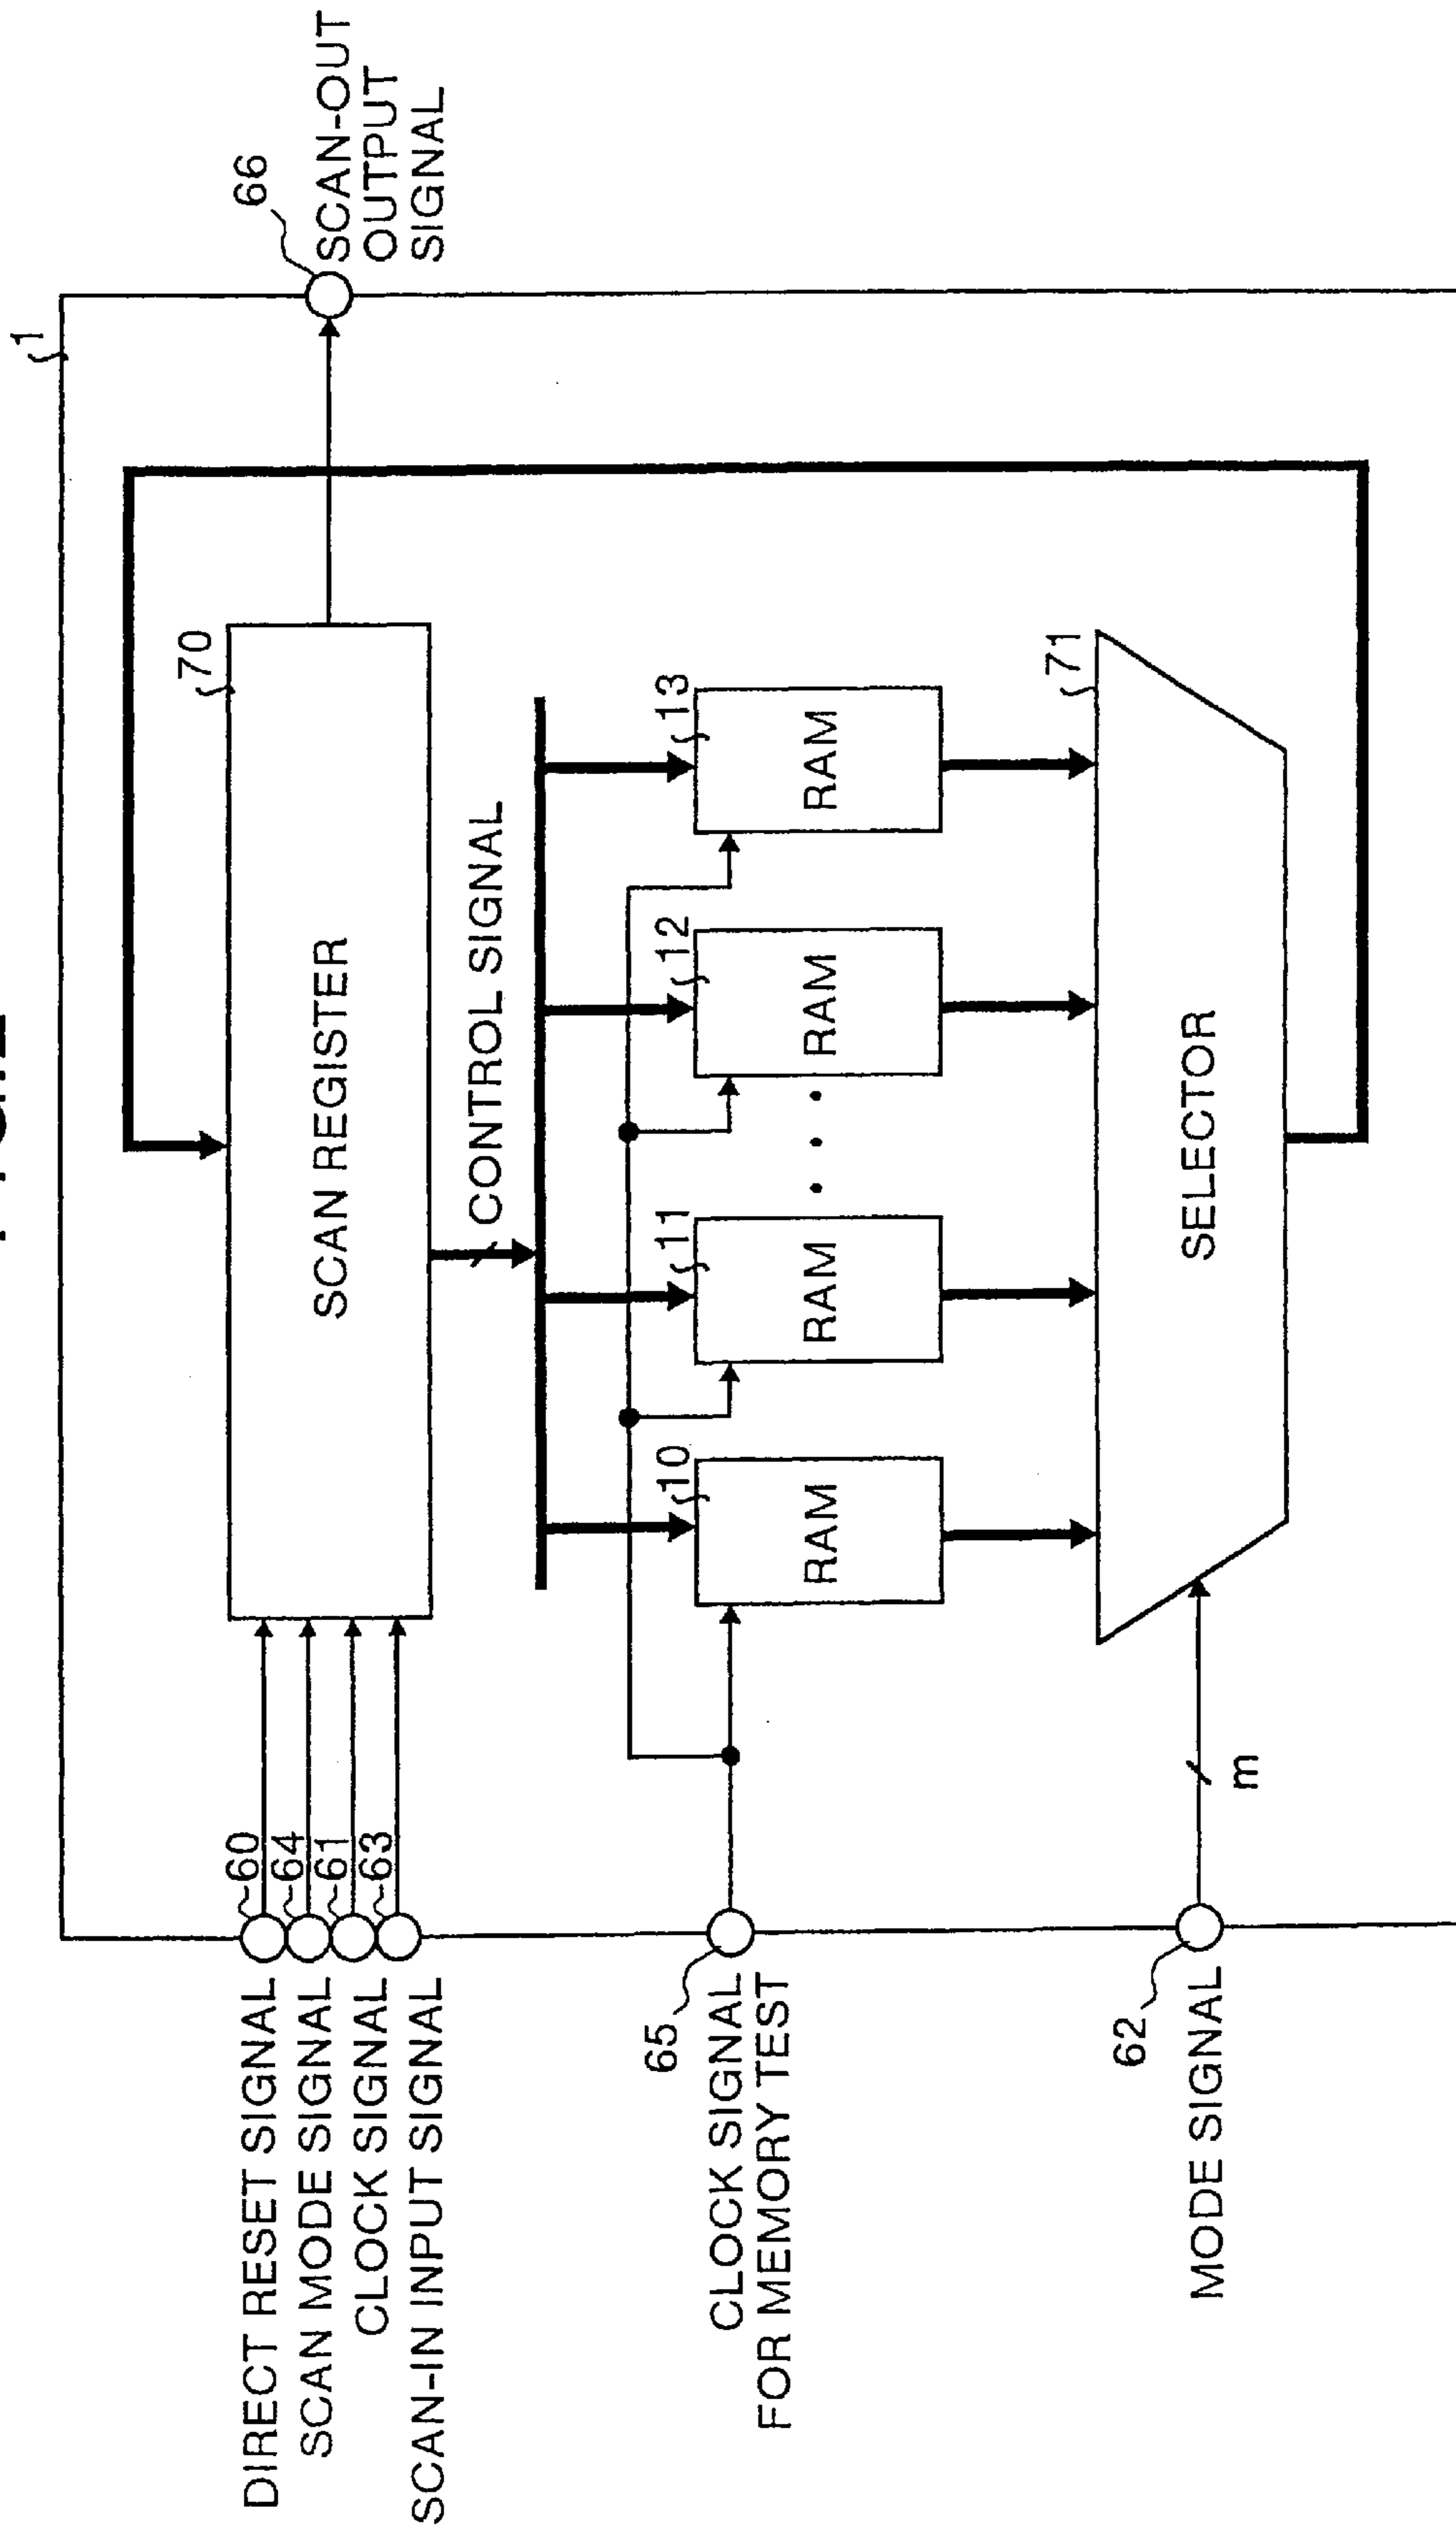 1
66
SCAN-OUT
OUTPUT
SIGNAL
70
SCAN REGISTER
CONTROL SIGNAL
60
64
61
63
DIRECT RESET SIGNAL
SCAN MODE SIGNAL
CLOCK SIGNAL
SCAN-IN INPUT SIGNAL
10
RAM
11
RAM
. . .
12
RAM
13
RAM
65
CLOCK SIGNAL
FOR MEMORY TEST
71
SELECTOR
62
MODE SIGNAL
m